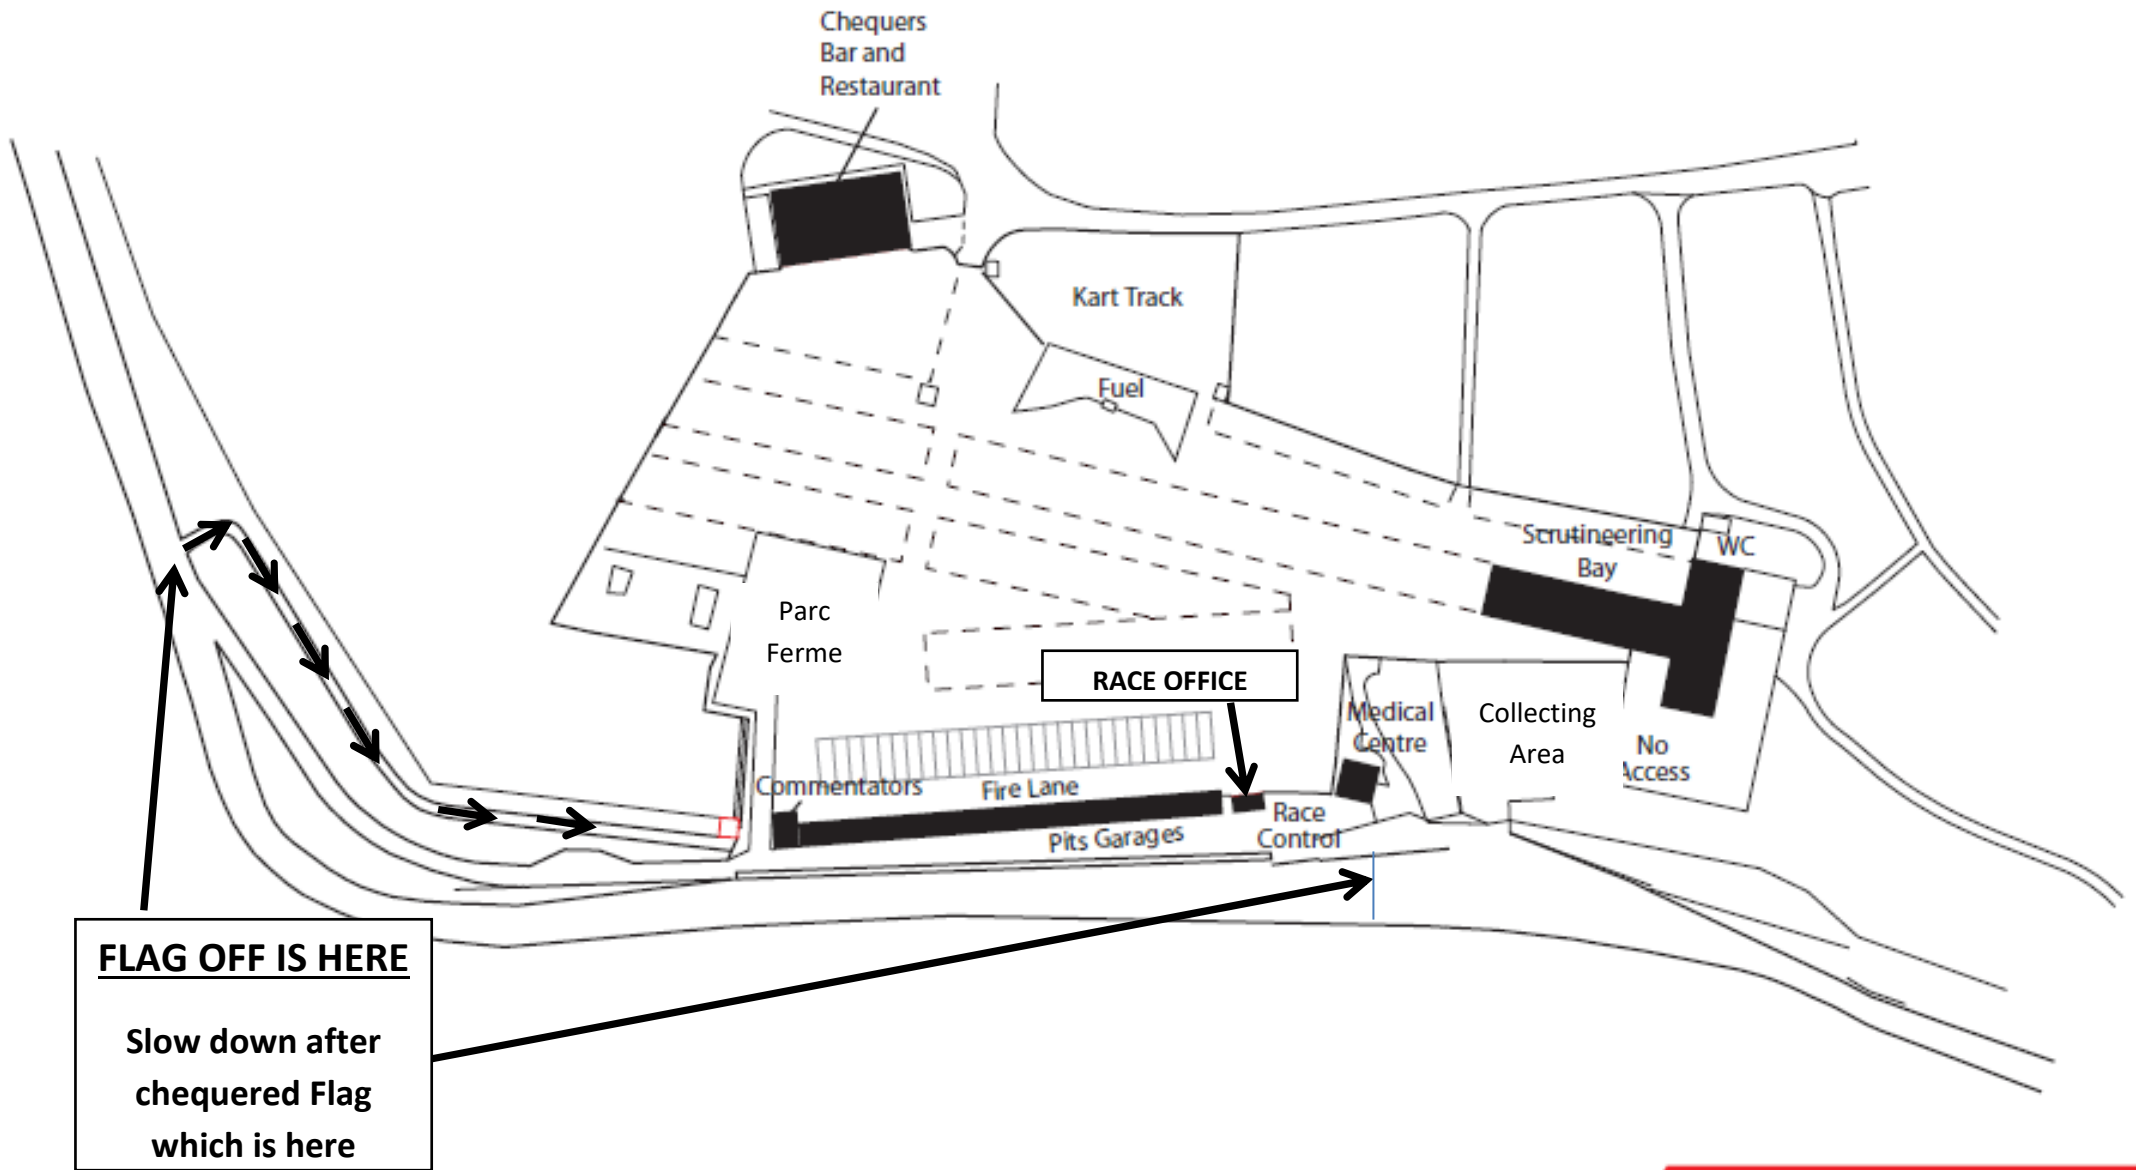 Chequers
Bar and
Restaurant
Kart Track
Fuel
Scrutineering
Bay
WC
Parc
Ferme
RACE OFFICE
Medical
Centre
Collecting
Area
No
Access
Commentators
Fire Lane
Pits Garages
Race
Control
FLAG OFF IS HERE
Slow down after
chequered Flag
which is here